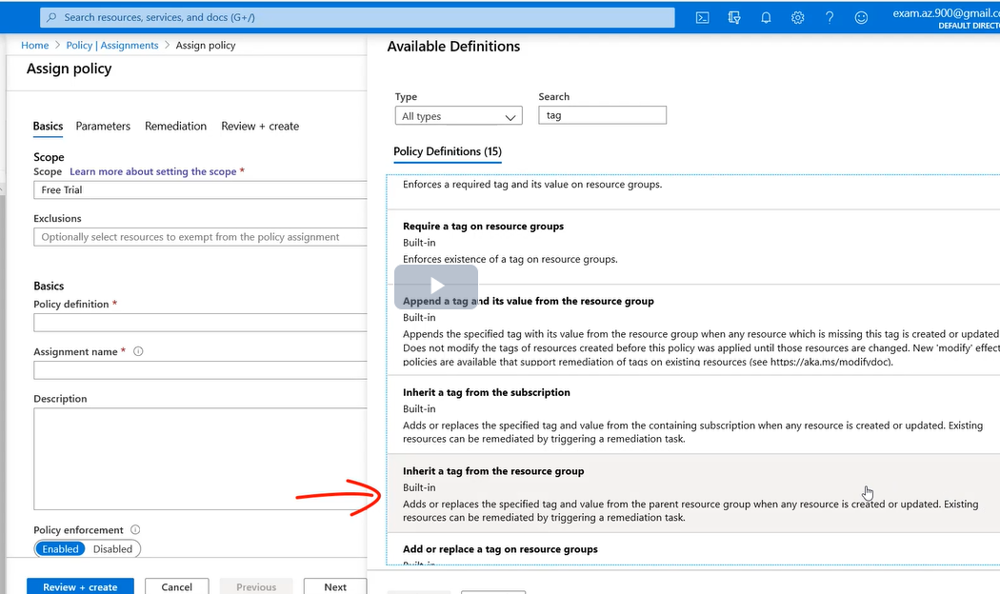 Search resources, services, and docs (G+/)
exam.az.900@gmail.co
DEFAULT DIRECTO
Home > Policy | Assignments > Assign policy
Assign policy
Basics Parameters Remediation Review + create
Scope
Scope Learn more about setting the scope *
Free Trial
Exclusions
Optionally select resources to exempt from the policy assignment
Basics
Policy definition *
Assignment name *
Description
Policy enforcement
Enabled Disabled
Review + create Cancel Previous Next
Available Definitions
Type Search
All types tag
Policy Definitions (15)
Enforces a required tag and its value on resource groups.
Require a tag on resource groups
Built-in
Enforces existence of a tag on resource groups.
Append a tag and its value from the resource group
Built-in
Appends the specified tag with its value from the resource group when any resource which is missing this tag is created or updated
Does not modify the tags of resources created before this policy was applied until those resources are changed. New 'modify' effect
policies are available that support remediation of tags on existing resources (see https://aka.ms/modifydoc).
Inherit a tag from the subscription
Built-in
Adds or replaces the specified tag and value from the containing subscription when any resource is created or updated. Existing
resources can be remediated by triggering a remediation task.
Inherit a tag from the resource group
Built-in
Adds or replaces the specified tag and value from the parent resource group when any resource is created or updated. Existing
resources can be remediated by triggering a remediation task.
Add or replace a tag on resource groups
Built-in